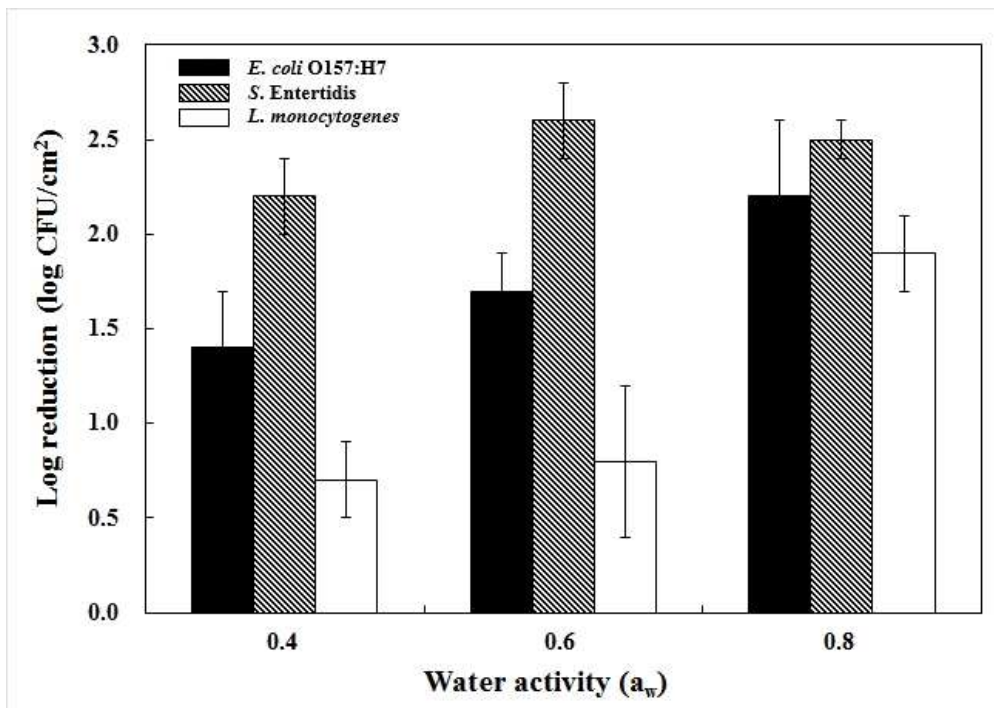 3.0
2.5
2.0
1.5
1.0
0.5
0.0
Log reduction (log CFU/cm²)
E. coli O157:H7
S. Entertidis
L. monocytogenes
0.4 0.6 0.8
Water activity (a_w)